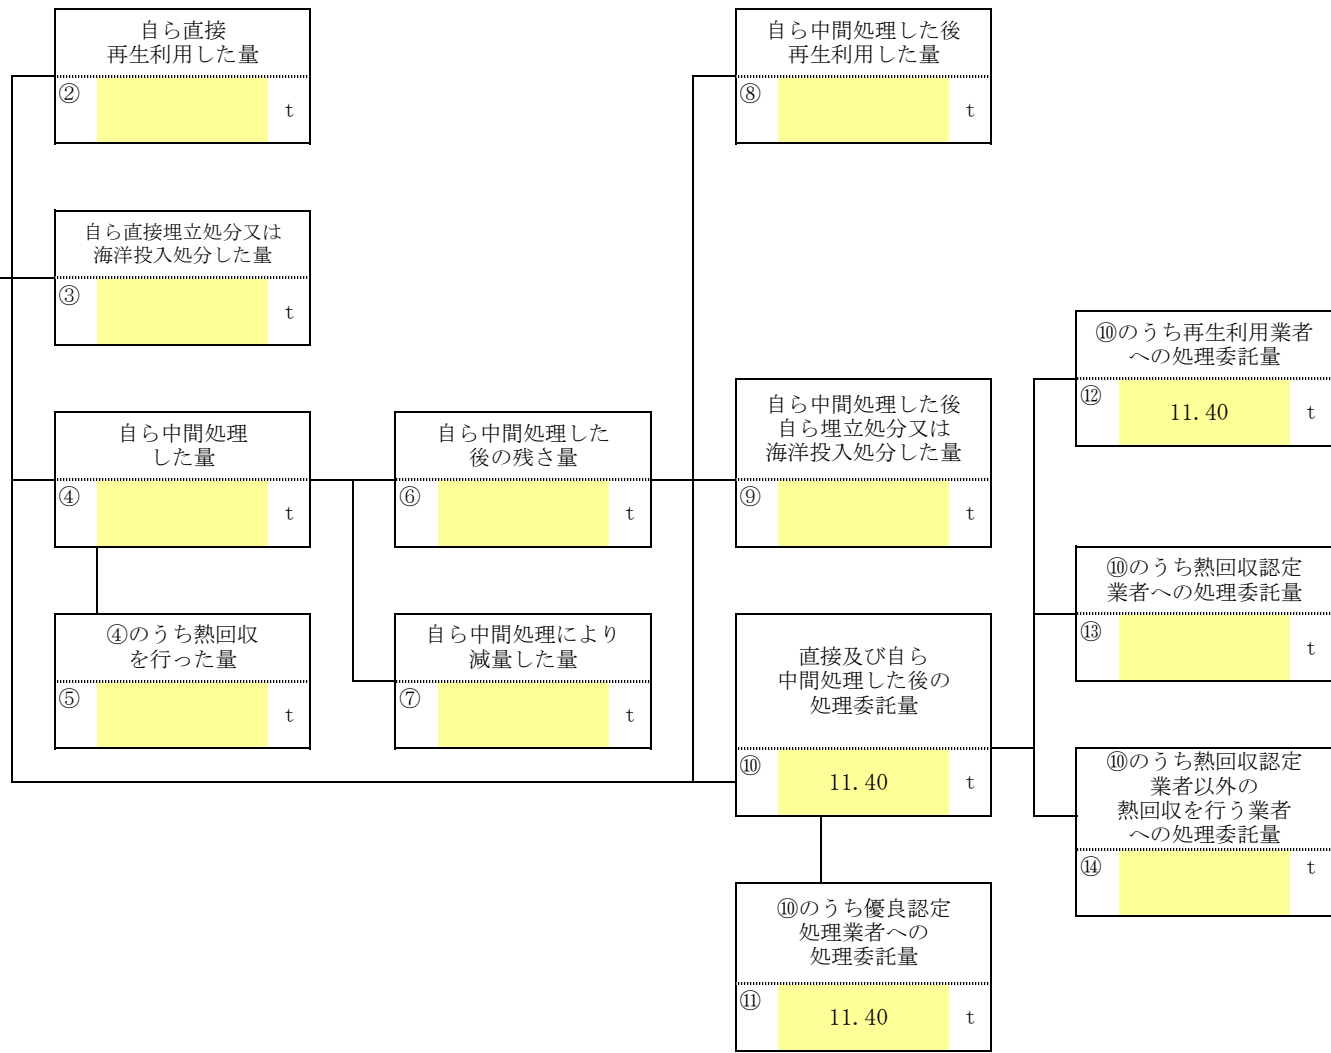 自ら直接
再生利用した量
②
t
自ら中間処理した後
再生利用した量
⑧
t
自ら直接埋立処分又は
海洋投入処分した量
③
t
⑩のうち再生利用業者
への処理委託量
⑫
11.40
t
自ら中間処理
した量
④
t
自ら中間処理した
後の残さ量
⑥
t
自ら中間処理した後
自ら埋立処分又は
海洋投入処分した量
⑨
t
⑩のうち熱回収認定
業者への処理委託量
⑬
t
④のうち熱回収
を行った量
⑤
t
自ら中間処理により
減量した量
⑦
t
直接及び自ら
中間処理した後の
処理委託量
⑩
11.40
t
⑩のうち熱回収認定
業者以外の
熱回収を行う業者
への処理委託量
⑭
t
⑩のうち優良認定
処理業者への
処理委託量
⑪
11.40
t